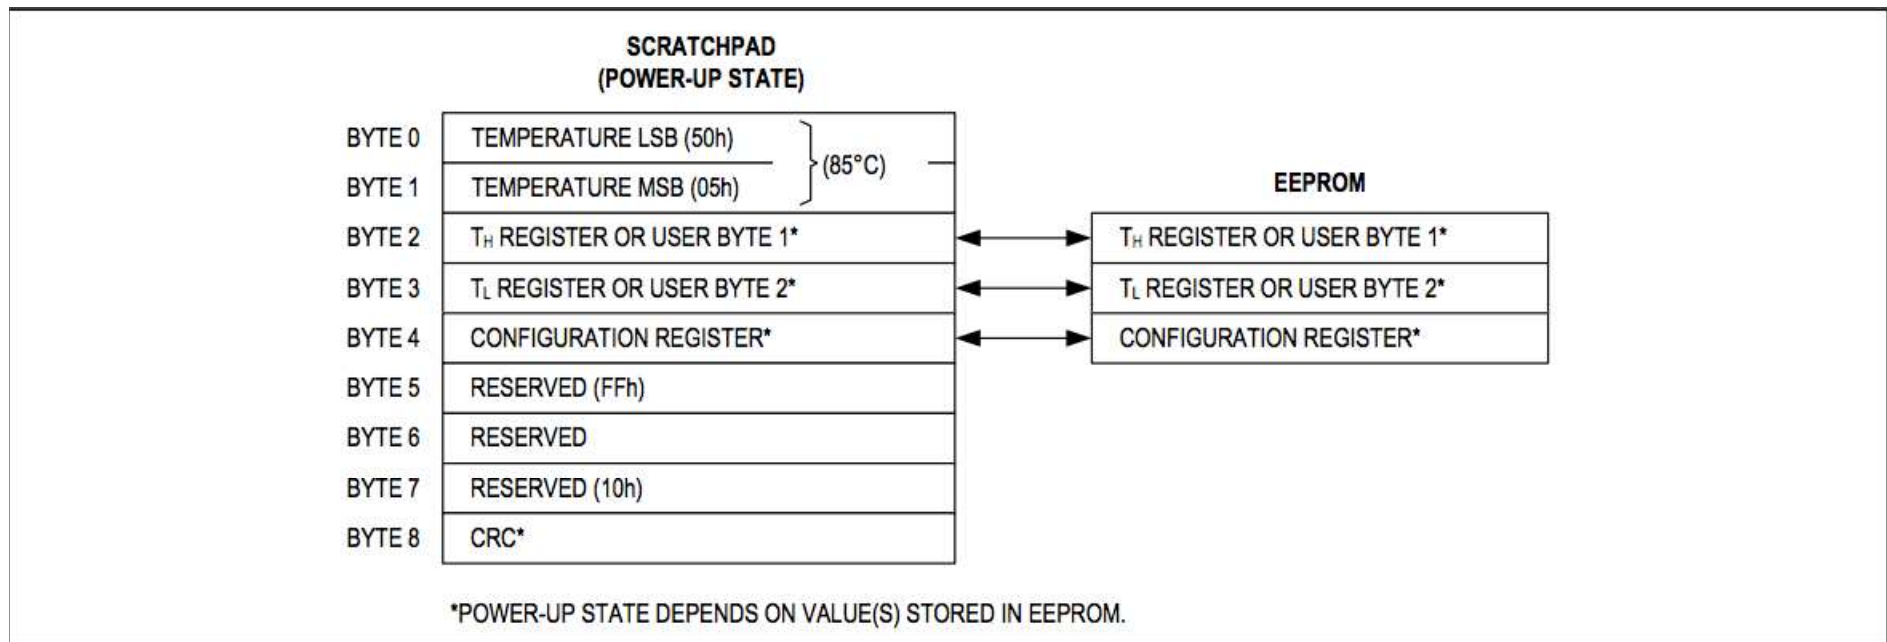 SCRATCHPAD
(POWER-UP STATE)
BYTE 0 TEMPERATURE LSB (50h)
(85°C)
BYTE 1 TEMPERATURE MSB (05h)
EEPROM
BYTE 2 TH REGISTER OR USER BYTE 1* TH REGISTER OR USER BYTE 1*
BYTE 3 TL REGISTER OR USER BYTE 2* TL REGISTER OR USER BYTE 2*
BYTE 4 CONFIGURATION REGISTER* CONFIGURATION REGISTER*
BYTE 5 RESERVED (FFh)
BYTE 6 RESERVED
BYTE 7 RESERVED (10h)
BYTE 8 CRC*
*POWER-UP STATE DEPENDS ON VALUE(S) STORED IN EEPROM.